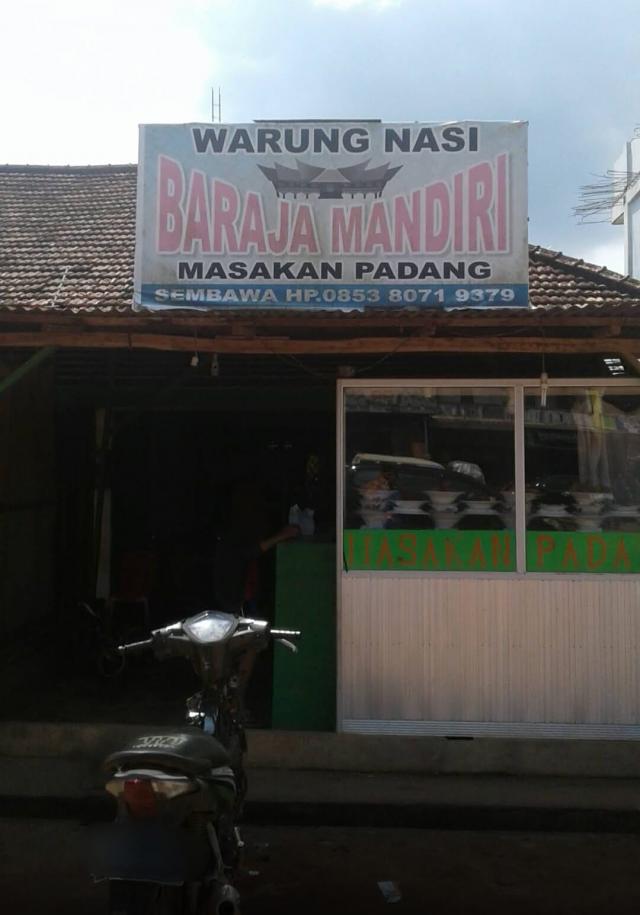 WARUNG NASI
BARAJA MANDIRI
MASAKAN PADANG
SEMBAWA HP.0853 8071 9379
MASAKAN PADA